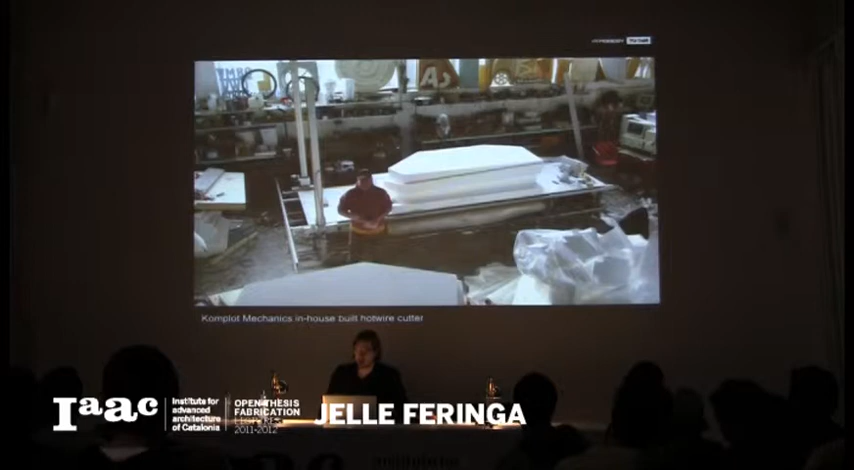 Komplot Mechanics in-house built hotwire cutter
Iaac
Institute for
advanced
architecture
of Catalonia
OPEN THESIS
FABRICATION
LECTURES
2011-2012
JELLE FERINGA